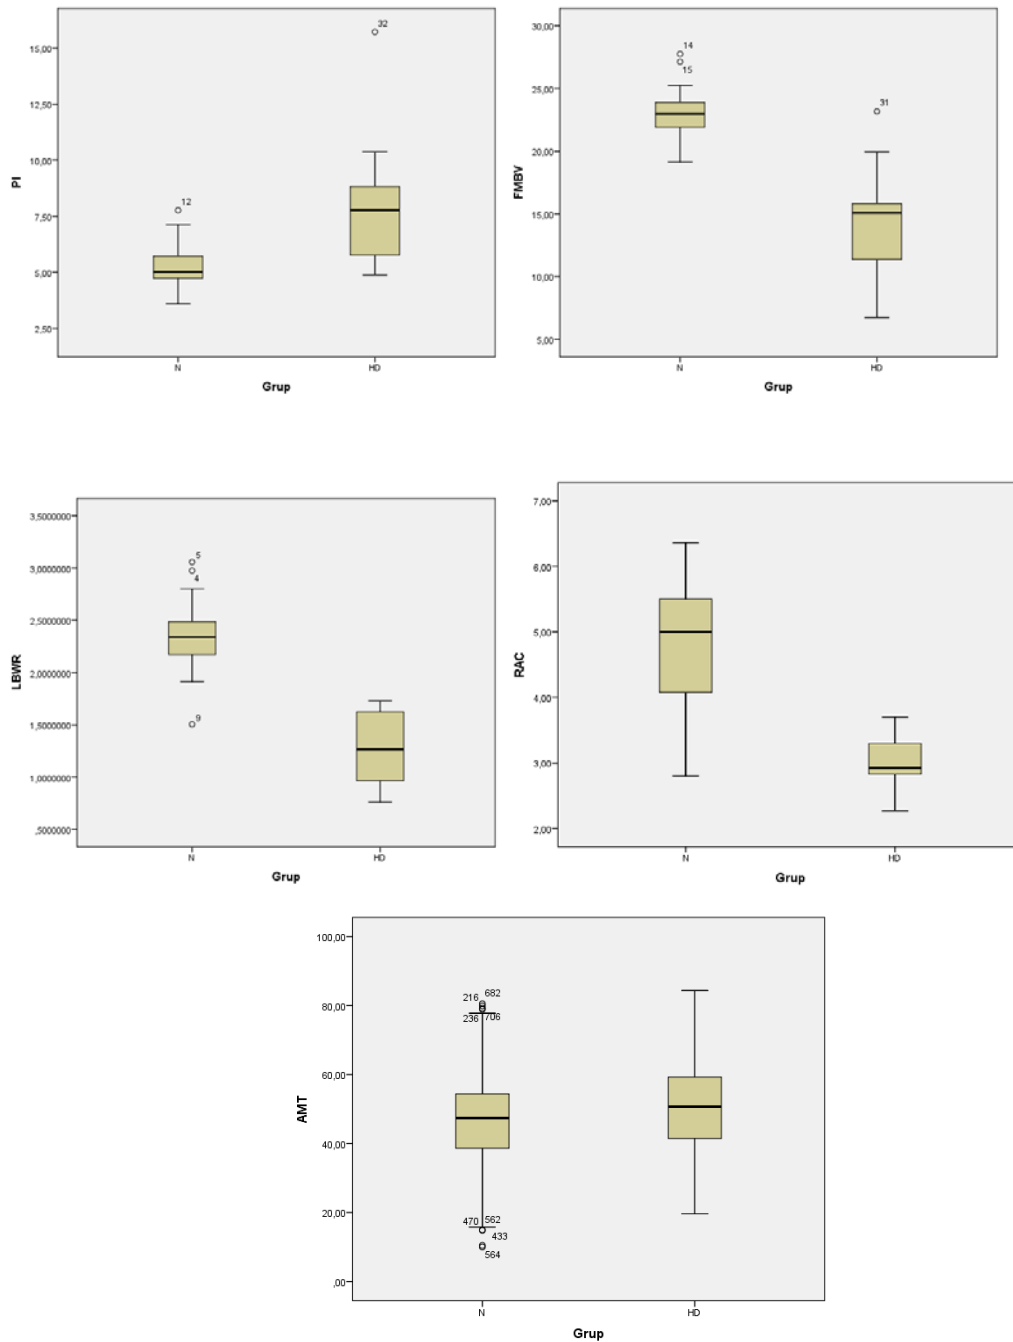 32
15,00
12,50
10,00
7,50
5,00
2,50
PI
12
N
HD
Grup
30,00
25,00
20,00
15,00
10,00
5,00
FMBV
14
15
31
N
HD
Grup
3,5000000
3,0000000
2,5000000
2,0000000
1,5000000
1,0000000
,5000000
LBWR
5
4
9
N
HD
Grup
7,00
6,00
5,00
4,00
3,00
2,00
RAC
N
HD
Grup
100,00
80,00
60,00
40,00
20,00
,00
AMT
216 682
236 706
470 562
433
564
N
HD
Grup